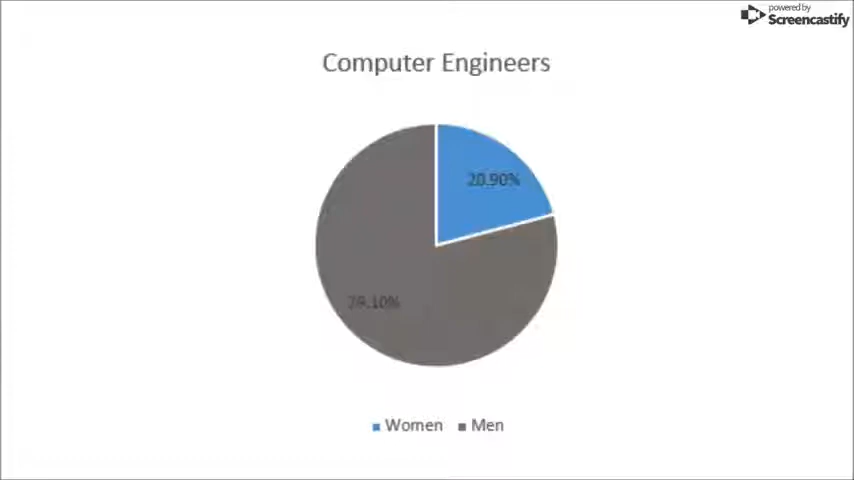 powered by
Screencastify
Computer Engineers
20.90%
79.10%
Women Men